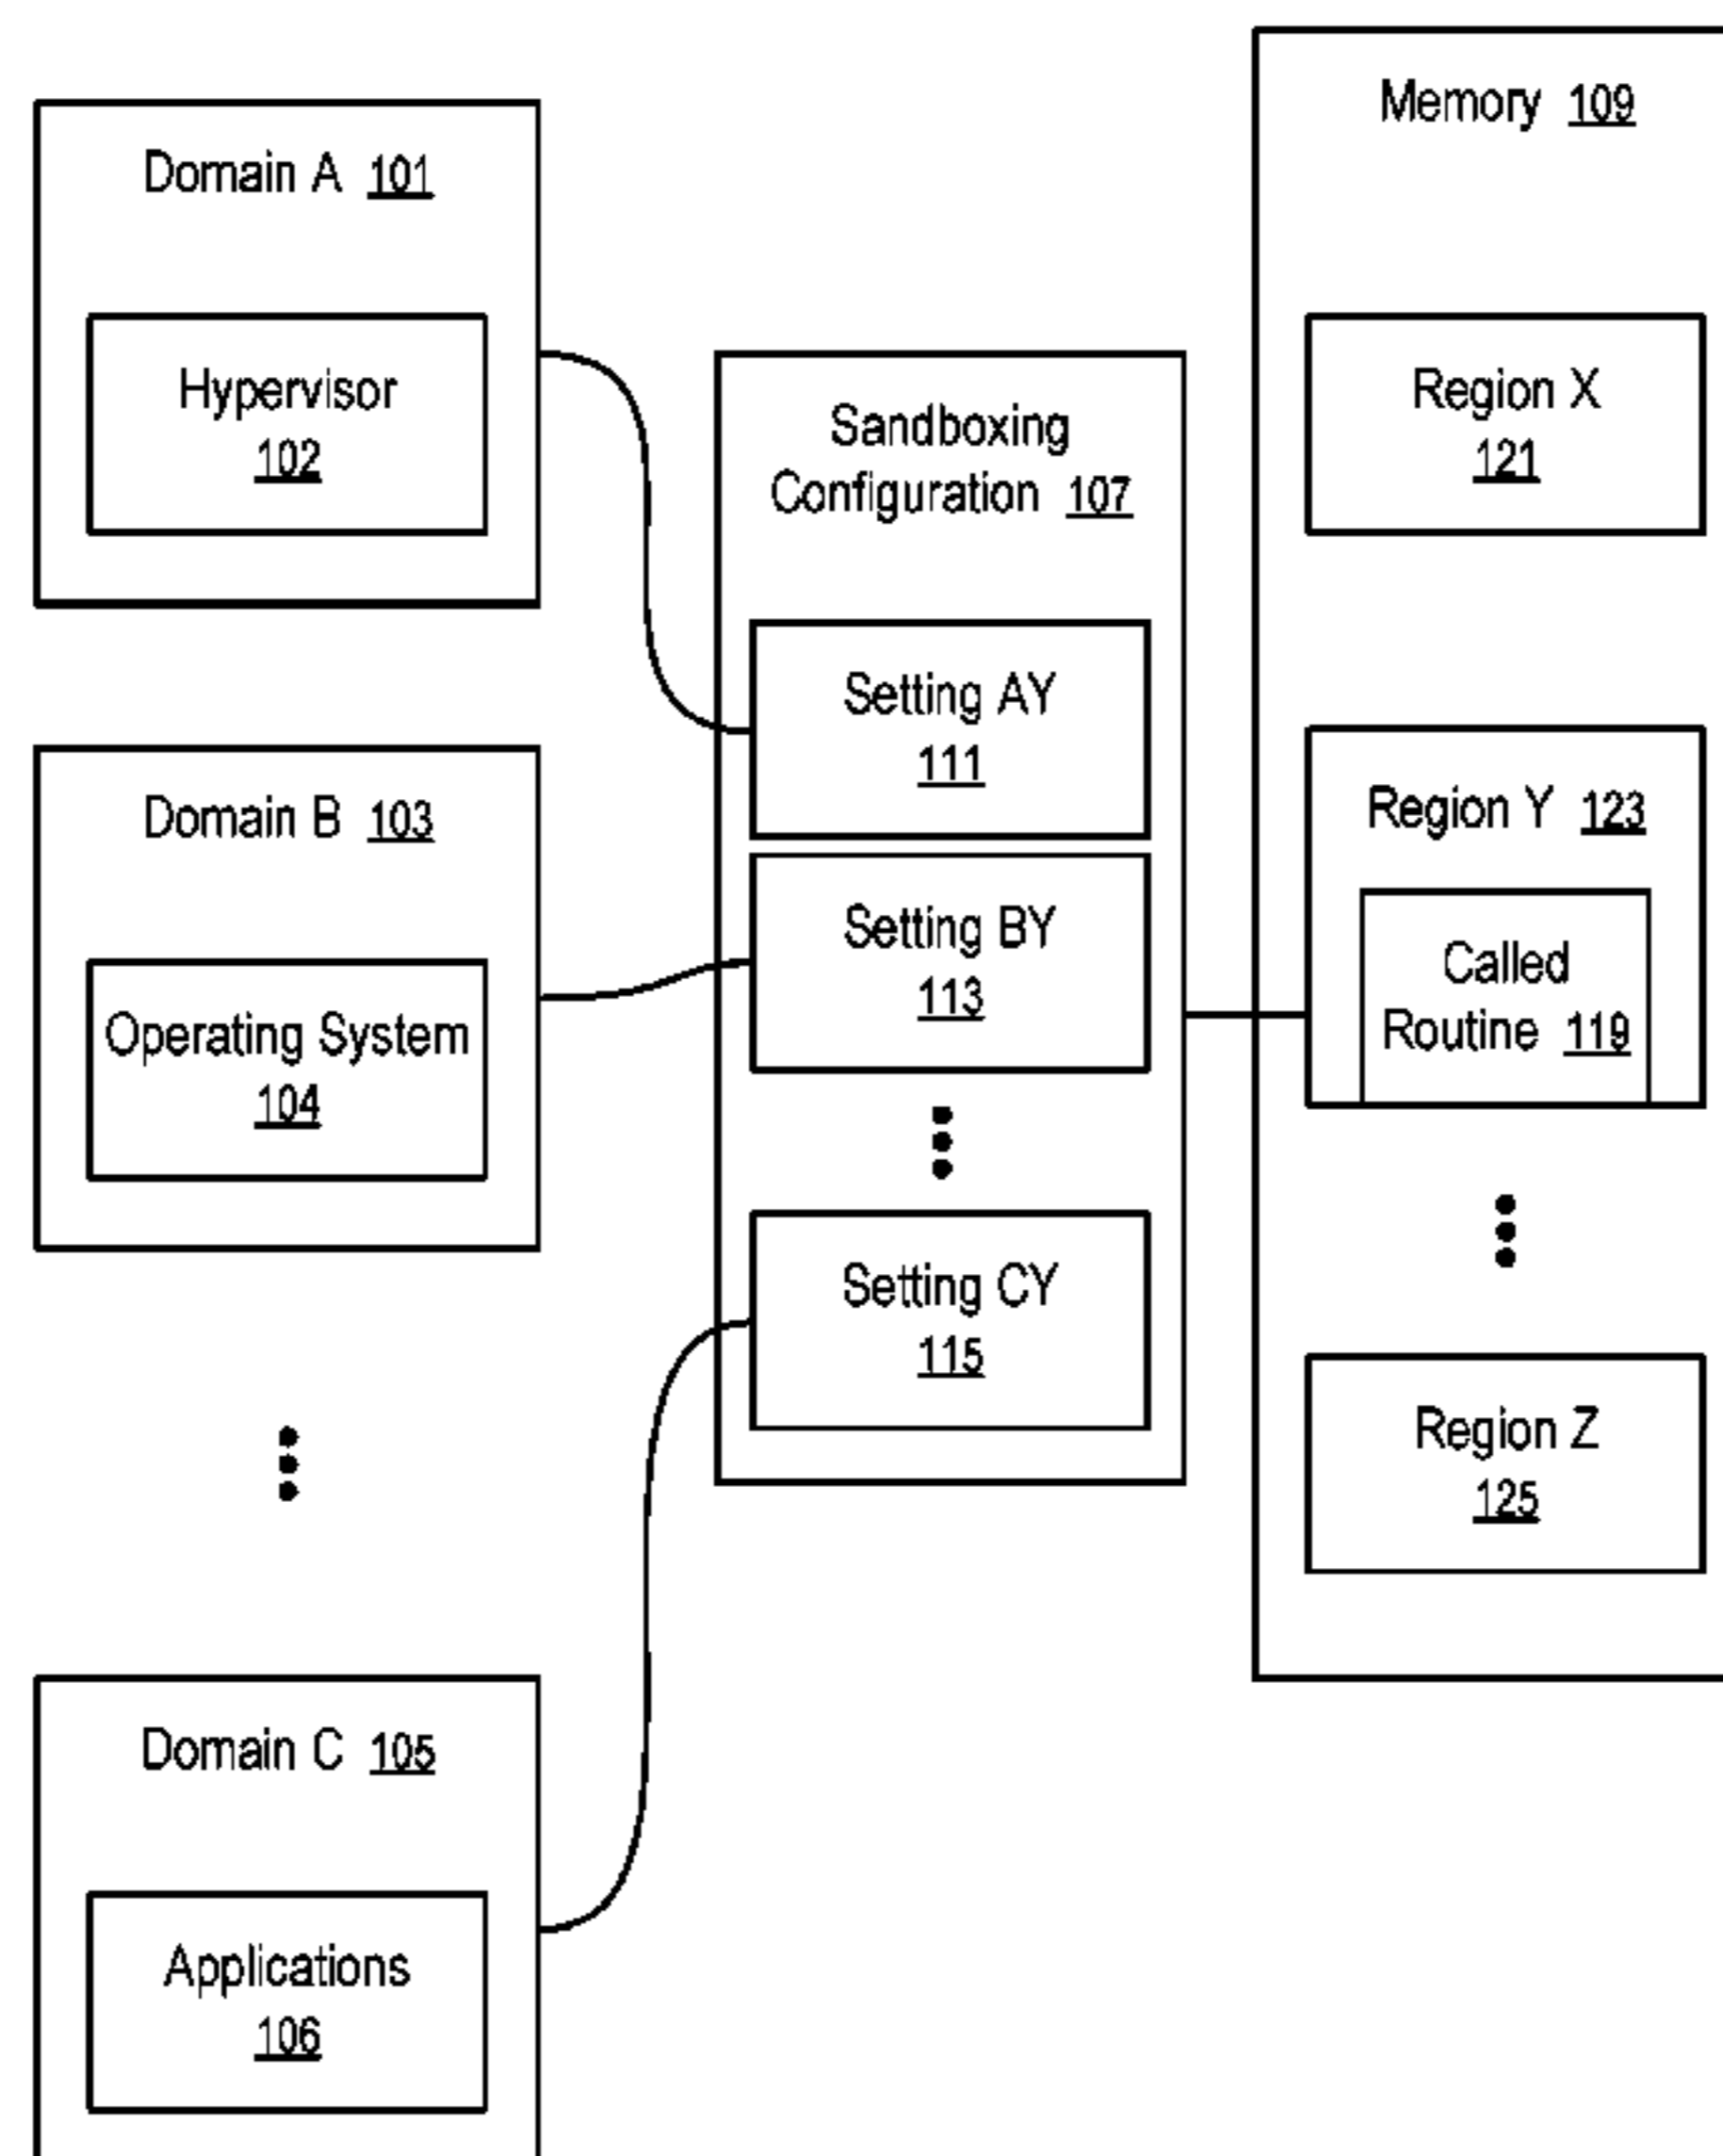 Domain A 101
Hypervisor
102
Domain B 103
Operating System
104
Domain C 105
Applications
106
Sandboxing
Configuration 107
Setting AY
111
Setting BY
113
Setting CY
115
Memory 109
Region X
121
Region Y 123
Called
Routine 119
Region Z
125